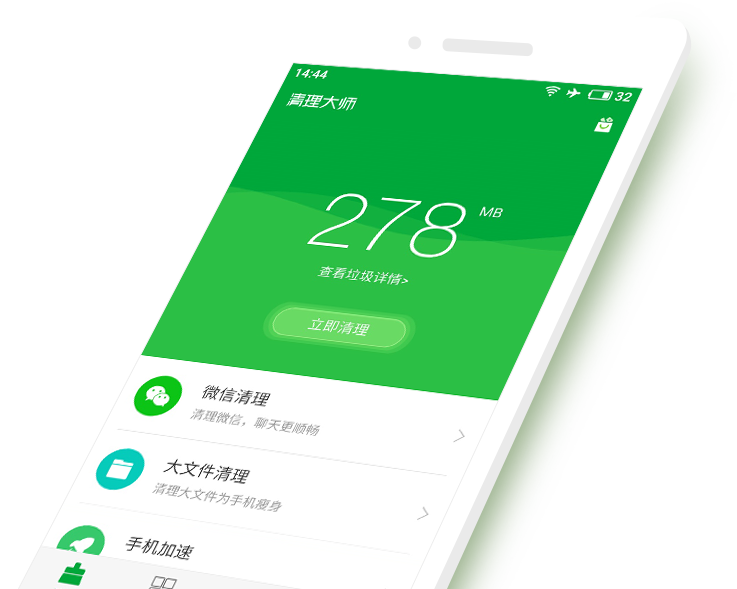 14:44
32
清理大师
278 MB
查看垃圾详情>
立即清理
微信清理
清理微信，聊天更顺畅
大文件清理
清理大文件为手机瘦身
手机加速